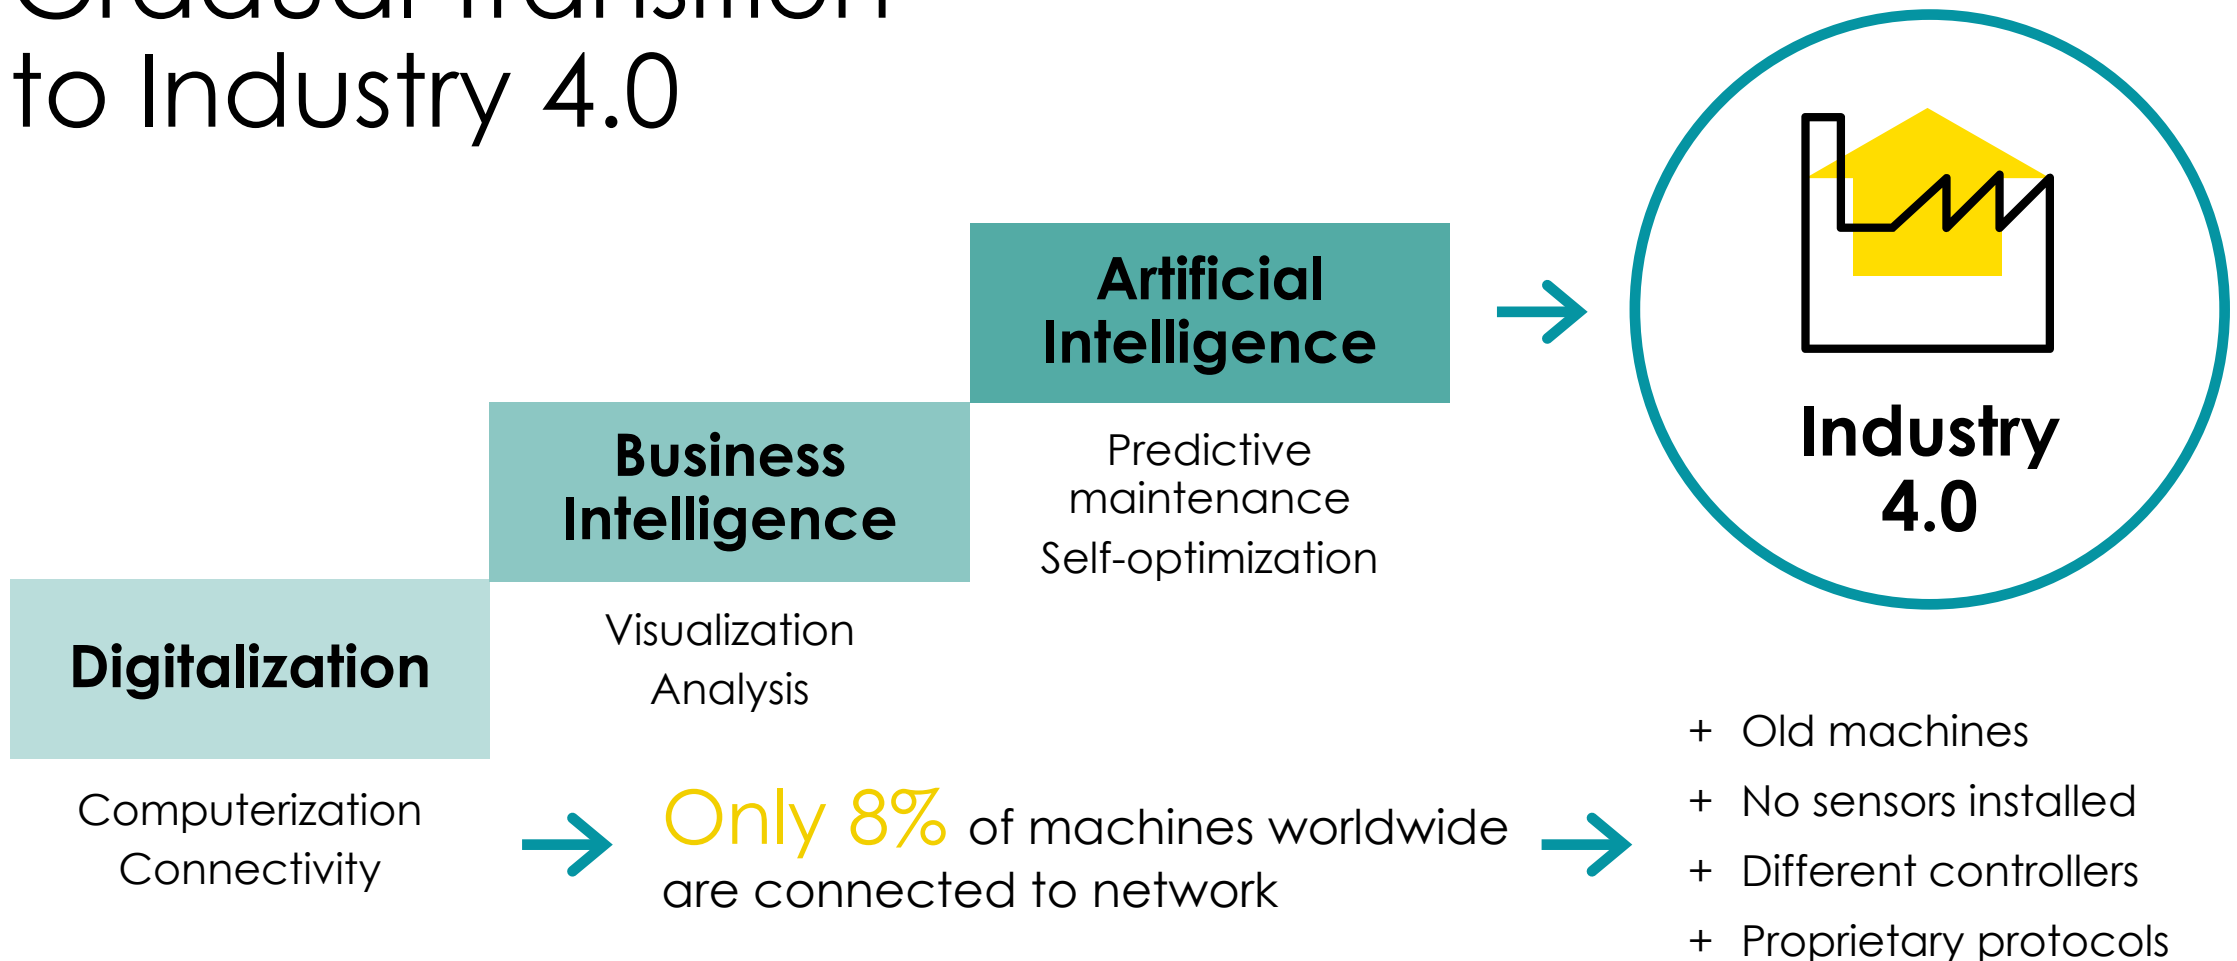 Gradual Transition
to Industry 4.0
Artificial
Intelligence
Predictive
maintenance
Self-optimization
Business
Intelligence
Visualization
Analysis
Digitalization
Computerization
Connectivity
Only 8% of machines worldwide
are connected to network
Industry
4.0
+ Old machines
+ No sensors installed
+ Different controllers
+ Proprietary protocols